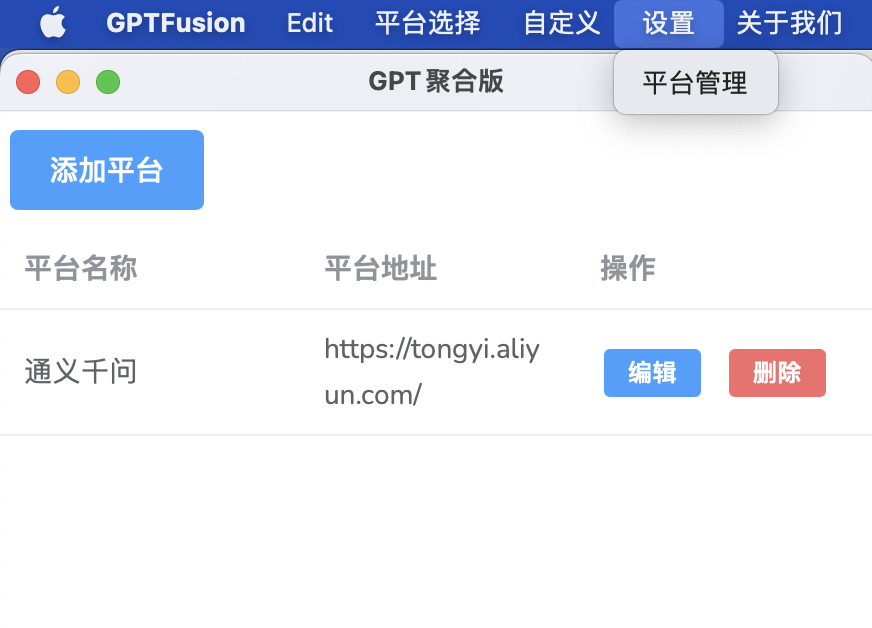 GPTFusion Edit 平台选择 自定义 设置 关于我们
GPT 聚合版
平台管理
添加平台
平台名称 平台地址 操作
通义千问
https://tongyi.aliy
un.com/
编辑 删除